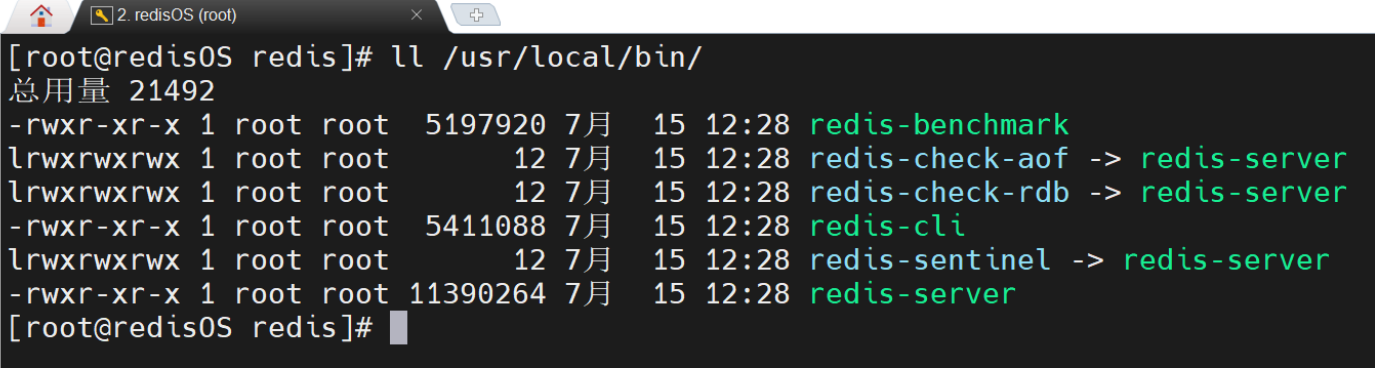 2. redisOS (root)
[root@redisOS redis]# ll /usr/local/bin/
总用量 21492
-rwxr-xr-x 1 root root  5197920 7月  15 12:28 redis-benchmark
lrwxrwxrwx 1 root root       12 7月  15 12:28 redis-check-aof -> redis-server
lrwxrwxrwx 1 root root       12 7月  15 12:28 redis-check-rdb -> redis-server
-rwxr-xr-x 1 root root  5411088 7月  15 12:28 redis-cli
lrwxrwxrwx 1 root root       12 7月  15 12:28 redis-sentinel -> redis-server
-rwxr-xr-x 1 root root 11390264 7月  15 12:28 redis-server
[root@redisOS redis]#